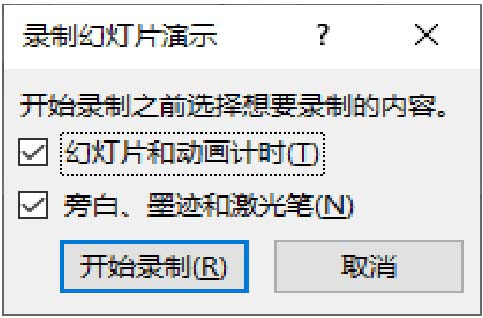 录制幻灯片演示 ?
开始录制之前选择想要录制的内容。
幻灯片和动画计时(T)
旁白、墨迹和激光笔(N)
开始录制(R) 取消